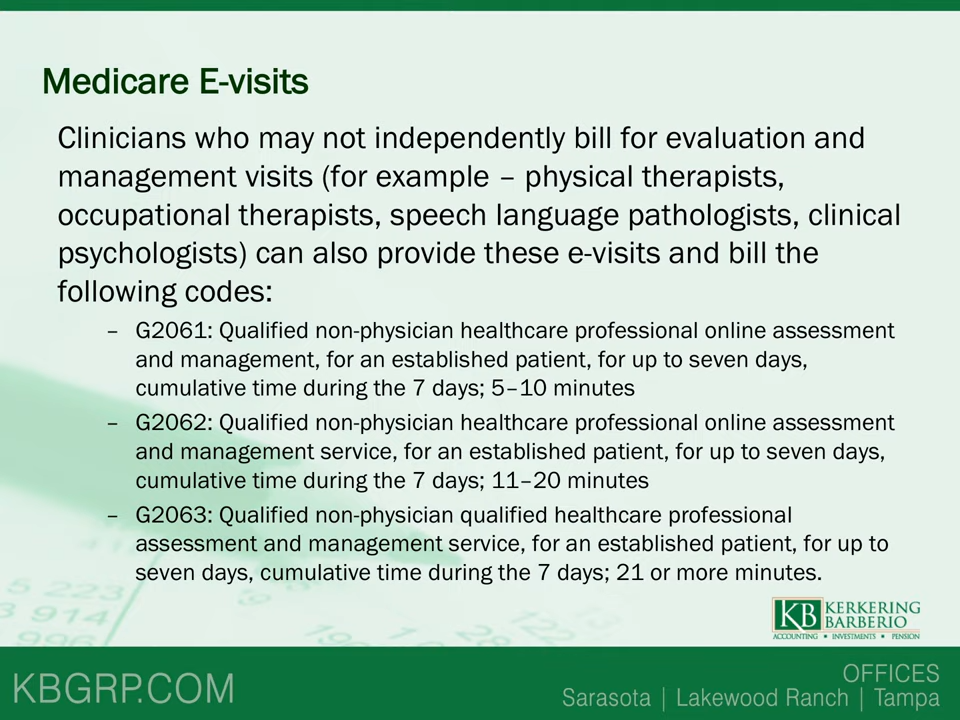 Medicare E-visits
Clinicians who may not independently bill for evaluation and
management visits (for example – physical therapists,
occupational therapists, speech language pathologists, clinical
psychologists) can also provide these e-visits and bill the
following codes:
– G2061: Qualified non-physician healthcare professional online assessment
and management, for an established patient, for up to seven days,
cumulative time during the 7 days; 5–10 minutes
– G2062: Qualified non-physician healthcare professional online assessment
and management service, for an established patient, for up to seven days,
cumulative time during the 7 days; 11–20 minutes
– G2063: Qualified non-physician qualified healthcare professional
assessment and management service, for an established patient, for up to
seven days, cumulative time during the 7 days; 21 or more minutes.
5 223
3 914
KB KERKERING
BARBERIO
ACCOUNTING • INVESTMENTS • PENSION
KBGRP.COM
OFFICES
Sarasota | Lakewood Ranch | Tampa